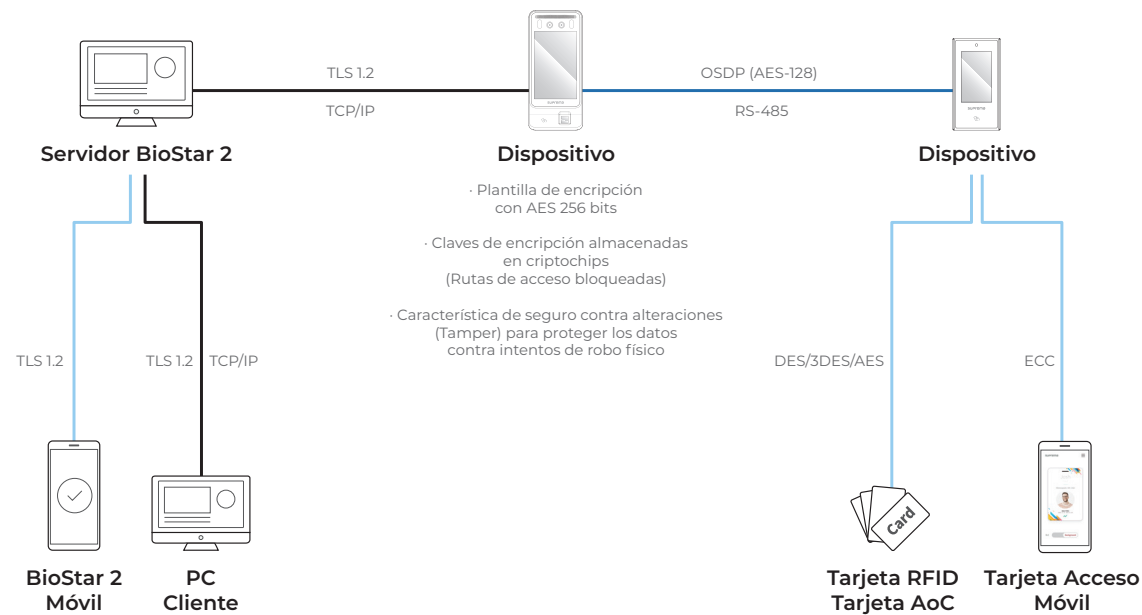 TLS 1.2
TCP/IP
OSDP (AES-128)
RS-485
suprema
suprema
Servidor BioStar 2
Dispositivo
Dispositivo
· Plantilla de encripción
con AES 256 bits
· Claves de encripción almacenadas
en criptochips
(Rutas de acceso bloqueadas)
· Característica de seguro contra alteraciones
(Tamper) para proteger los datos
contra intentos de robo físico
TLS 1.2
TLS 1.2
TCP/IP
DES/3DES/AES
ECC
Card
BioStar 2
Móvil
PC
Cliente
Tarjeta RFID
Tarjeta AoC
Tarjeta Acceso
Móvil